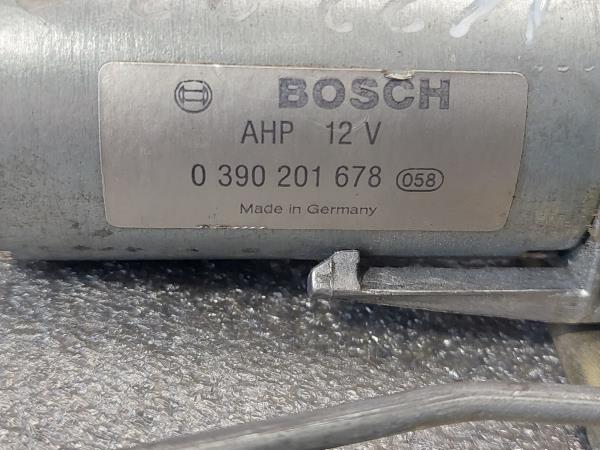 BOSCH
AHP 12 V
0 390 201 678 058
Made in Germany